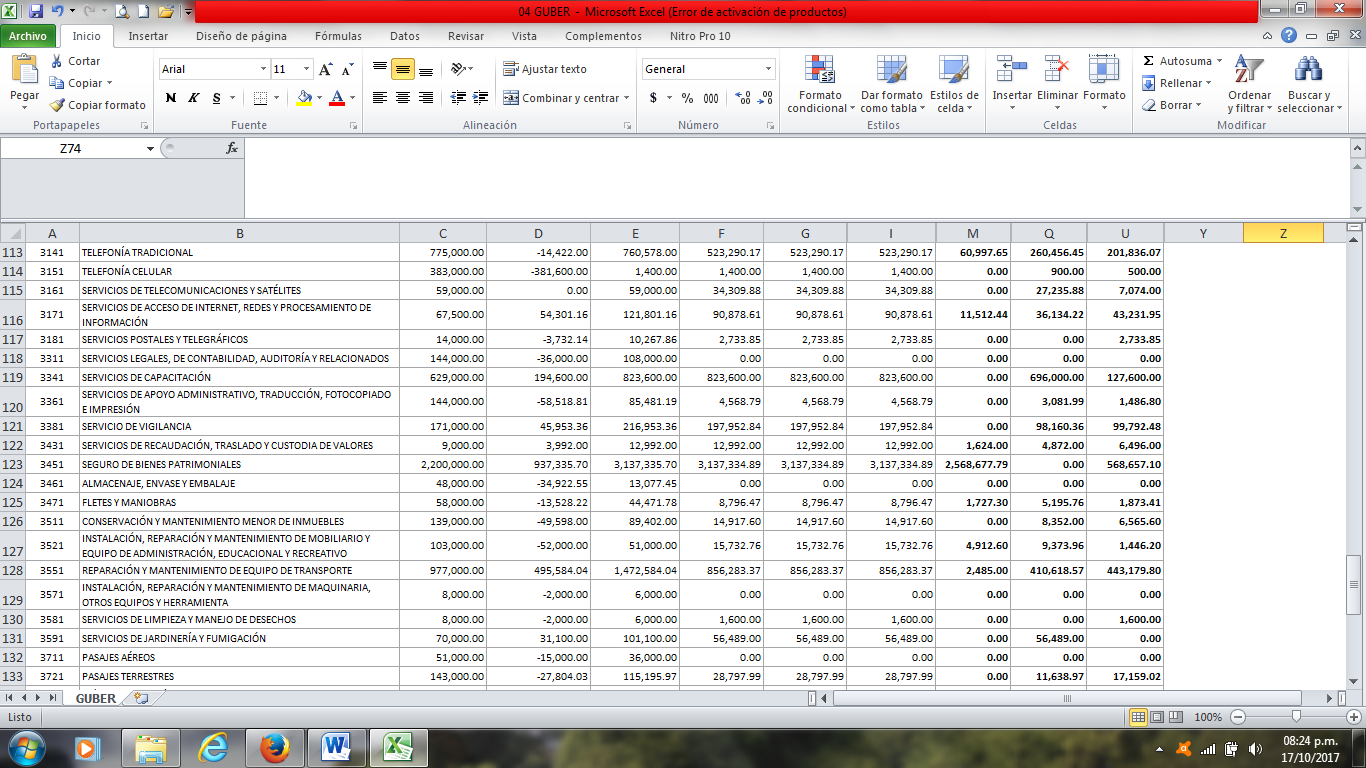 04 GUBER - Microsoft Excel (Error de activación de productos)
Archivo Inicio Insertar Diseño de página Fórmulas Datos Revisar Vista Complementos Nitro Pro 10
Pegar
Cortar
Copiar
Copiar formato
Portapapeles
Arial 11
N K S
Fuente
Ajustar texto
Combinar y centrar
Alineación
General
$ % 000
Número
Formato condicional
Dar formato como tabla
Estilos de celda
Estilos
Insertar Eliminar Formato
Celdas
Autosuma
Rellenar
Borrar
Ordenar y filtrar
Buscar y seleccionar
Modificar
Z74 fx
A B C D E F G I M Q U Y Z
113 3141 TELEFONÍA TRADICIONAL 775,000.00 -14,422.00 760,578.00 523,290.17 523,290.17 523,290.17 60,997.65 260,456.45 201,836.07
114 3151 TELEFONÍA CELULAR 383,000.00 -381,600.00 1,400.00 1,400.00 1,400.00 1,400.00 0.00 900.00 500.00
115 3161 SERVICIOS DE TELECOMUNICACIONES Y SATÉLITES 59,000.00 0.00 59,000.00 34,309.88 34,309.88 34,309.88 0.00 27,235.88 7,074.00
116 3171 SERVICIOS DE ACCESO DE INTERNET, REDES Y PROCESAMIENTO DE
INFORMACIÓN 67,500.00 54,301.16 121,801.16 90,878.61 90,878.61 90,878.61 11,512.44 36,134.22 43,231.95
117 3181 SERVICIOS POSTALES Y TELEGRÁFICOS 14,000.00 -3,732.14 10,267.86 2,733.85 2,733.85 2,733.85 0.00 0.00 2,733.85
118 3311 SERVICIOS LEGALES, DE CONTABILIDAD, AUDITORÍA Y RELACIONADOS 144,000.00 -36,000.00 108,000.00 0.00 0.00 0.00 0.00 0.00 0.00
119 3341 SERVICIOS DE CAPACITACIÓN 629,000.00 194,600.00 823,600.00 823,600.00 823,600.00 823,600.00 0.00 696,000.00 127,600.00
120 3361 SERVICIOS DE APOYO ADMINISTRATIVO, TRADUCCIÓN, FOTOCOPIADO
E IMPRESIÓN 144,000.00 -58,518.81 85,481.19 4,568.79 4,568.79 4,568.79 0.00 3,081.99 1,486.80
121 3381 SERVICIO DE VIGILANCIA 171,000.00 45,953.36 216,953.36 197,952.84 197,952.84 197,952.84 0.00 98,160.36 99,792.48
122 3431 SERVICIOS DE RECAUDACIÓN, TRASLADO Y CUSTODIA DE VALORES 9,000.00 3,992.00 12,992.00 12,992.00 12,992.00 12,992.00 1,624.00 4,872.00 6,496.00
123 3451 SEGURO DE BIENES PATRIMONIALES 2,200,000.00 937,335.70 3,137,335.70 3,137,334.89 3,137,334.89 3,137,334.89 2,568,677.79 0.00 568,657.10
124 3461 ALMACENAJE, ENVASE Y EMBALAJE 48,000.00 -34,922.55 13,077.45 0.00 0.00 0.00 0.00 0.00 0.00
125 3471 FLETES Y MANIOBRAS 58,000.00 -13,528.22 44,471.78 8,796.47 8,796.47 8,796.47 1,727.30 5,195.76 1,873.41
126 3511 CONSERVACIÓN Y MANTENIMIENTO MENOR DE INMUEBLES 139,000.00 -49,598.00 89,402.00 14,917.60 14,917.60 14,917.60 0.00 8,352.00 6,565.60
127 3521 INSTALACIÓN, REPARACIÓN Y MANTENIMIENTO DE MOBILIARIO Y
EQUIPO DE ADMINISTRACIÓN, EDUCACIONAL Y RECREATIVO 103,000.00 -52,000.00 51,000.00 15,732.76 15,732.76 15,732.76 4,912.60 9,373.96 1,446.20
128 3551 REPARACIÓN Y MANTENIMIENTO DE EQUIPO DE TRANSPORTE 977,000.00 495,584.04 1,472,584.04 856,283.37 856,283.37 856,283.37 2,485.00 410,618.57 443,179.80
129 3571 INSTALACIÓN, REPARACIÓN Y MANTENIMIENTO DE MAQUINARIA,
OTROS EQUIPOS Y HERRAMIENTA 8,000.00 -2,000.00 6,000.00 0.00 0.00 0.00 0.00 0.00 0.00
130 3581 SERVICIOS DE LIMPIEZA Y MANEJO DE DESECHOS 8,000.00 -2,000.00 6,000.00 1,600.00 1,600.00 1,600.00 0.00 0.00 1,600.00
131 3591 SERVICIOS DE JARDINERÍA Y FUMIGACIÓN 70,000.00 31,100.00 101,100.00 56,489.00 56,489.00 56,489.00 0.00 56,489.00 0.00
132 3711 PASAJES AÉREOS 51,000.00 -15,000.00 36,000.00 0.00 0.00 0.00 0.00 0.00 0.00
133 3721 PASAJES TERRESTRES 143,000.00 -27,804.03 115,195.97 28,797.99 28,797.99 28,797.99 0.00 11,638.97 17,159.02
GUBER
Listo 100%
08:24 p.m.
17/10/2017